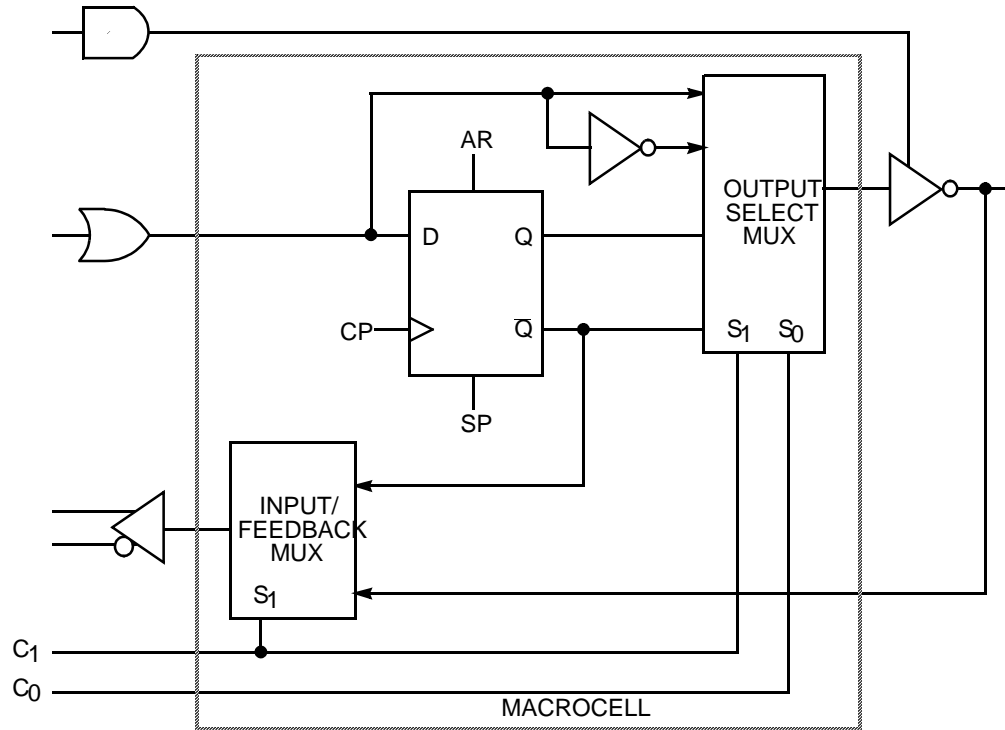 AR
OUTPUT
SELECT
MUX
D
Q
CP
Q̅
S1
S0
SP
INPUT/
FEEDBACK
MUX
S1
C1
C0
MACROCELL